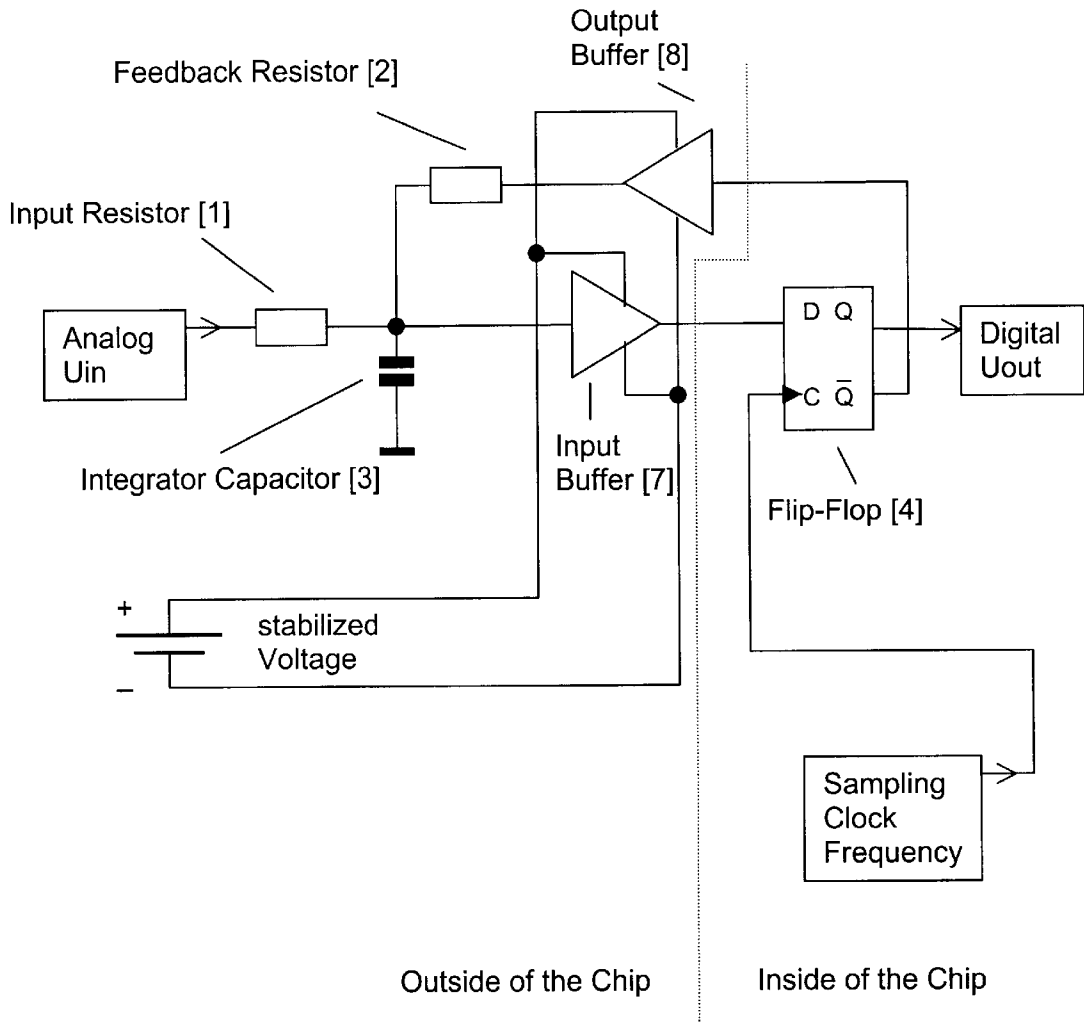 Output
Buffer [8]
Feedback Resistor [2]
Input Resistor [1]
Analog
Uin
D Q
C Q̅
Digital
Uout
Integrator Capacitor [3]
Input
Buffer [7]
Flip-Flop [4]
+
stabilized
Voltage
–
Sampling
Clock
Frequency
Outside of the Chip
Inside of the Chip